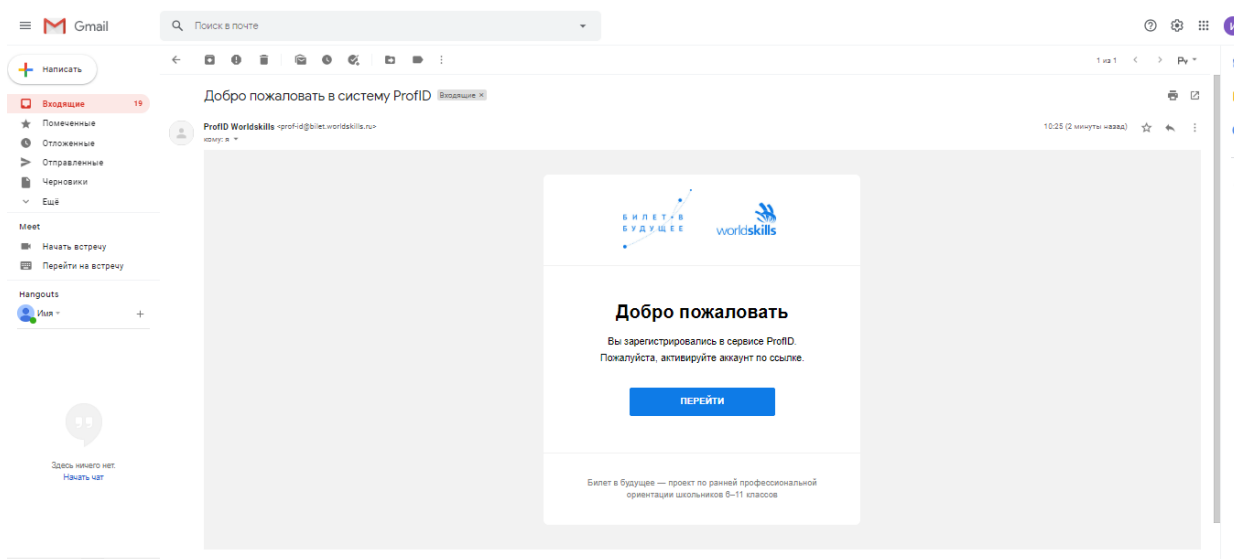 Gmail
Поиск в почте
Написать
1 из 1
Ру
Входящие 19
Помеченные
Отложенные
Отправленные
Черновики
Ещё
Meet
Начать встречу
Перейти на встречу
Hangouts
Имя
Здесь ничего нет.
Начать чат
Добро пожаловать в систему ProfID Входящие ×
ProfID Worldskills <prof-id@bilet.worldskills.ru>
10:25 (2 минуты назад)
кому: я
БИЛЕТ В
БУДУЩЕЕ
worldskills
Добро пожаловать
Вы зарегистрировались в сервисе ProfID.
Пожалуйста, активируйте аккаунт по ссылке.
ПЕРЕЙТИ
Билет в будущее — проект по ранней профессиональной
ориентации школьников 6–11 классов